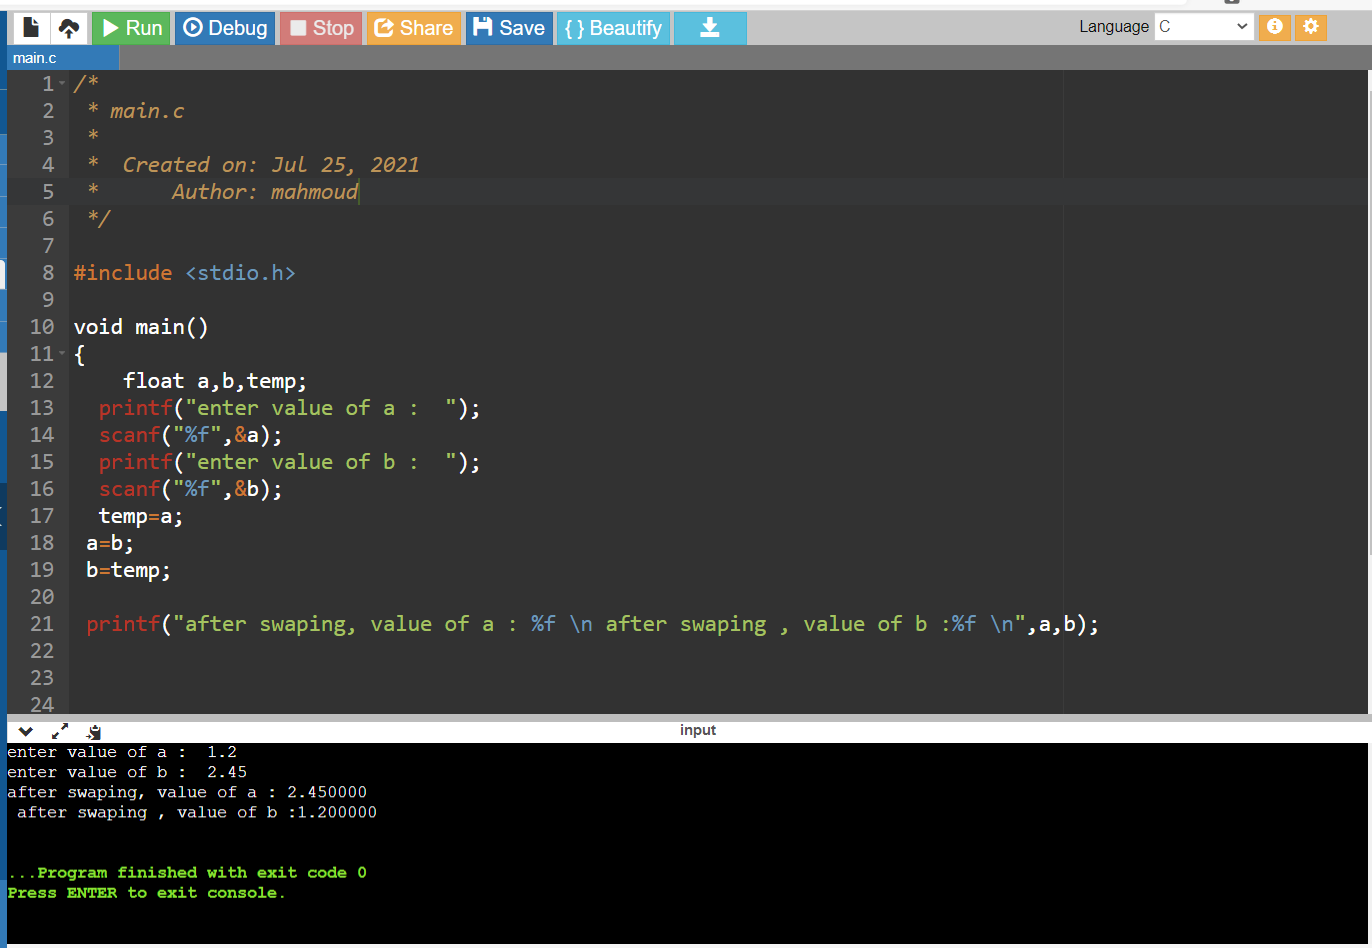 Run Debug Stop Share Save { } Beautify Language C
main.c
1 /*
2 * main.c
3 *
4 * Created on: Jul 25, 2021
5 * Author: mahmoud
6 */
7
8 #include <stdio.h>
9
10 void main()
11 {
12 float a,b,temp;
13 printf("enter value of a :  ");
14 scanf("%f",&a);
15 printf("enter value of b :  ");
16 scanf("%f",&b);
17 temp=a;
18 a=b;
19 b=temp;
20
21 printf("after swaping, value of a : %f \n after swaping , value of b :%f \n",a,b);
22
23
24
input
enter value of a :  1.2
enter value of b :  2.45
after swaping, value of a : 2.450000
after swaping , value of b :1.200000
...Program finished with exit code 0
Press ENTER to exit console.